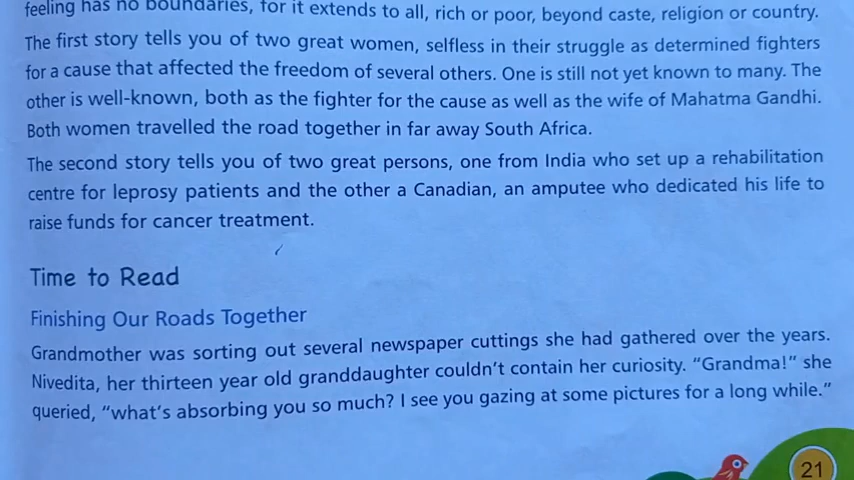 feeling has no boundaries, for it extends to all, rich or poor, beyond caste, religion or country.
The first story tells you of two great women, selfless in their struggle as determined fighters
for a cause that affected the freedom of several others. One is still not yet known to many. The
other is well-known, both as the fighter for the cause as well as the wife of Mahatma Gandhi.
Both women travelled the road together in far away South Africa.
The second story tells you of two great persons, one from India who set up a rehabilitation
centre for leprosy patients and the other a Canadian, an amputee who dedicated his life to
raise funds for cancer treatment.
Time to Read
Finishing Our Roads Together
Grandmother was sorting out several newspaper cuttings she had gathered over the years.
Nivedita, her thirteen year old granddaughter couldn't contain her curiosity. “Grandma!” she
queried, “what's absorbing you so much? I see you gazing at some pictures for a long while.”
21